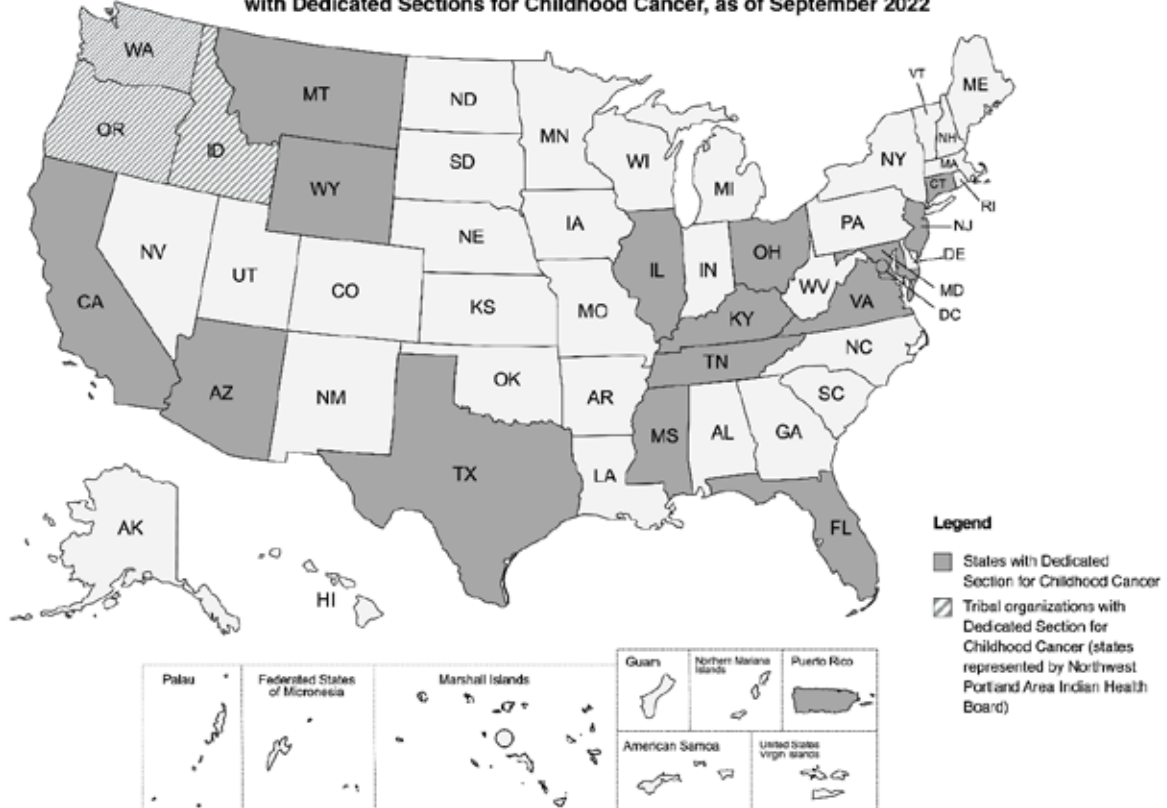 with Dedicated Sections for Childhood Cancer, as of September 2022
WA
MT
ND
MN
VT
ME
OR
ID
SD
WI
MI
NY
NH
MA
WY
CT
RI
NV
UT
NE
IA
PA
NJ
CO
IL
IN
OH
DE
CA
KS
MO
WV
VA
MD
DC
KY
NC
AZ
NM
OK
AR
TN
SC
TX
LA
MS
AL
GA
AK
HI
FL
Legend
States with Dedicated
Section for Childhood Cancer
Tribal organizations with
Dedicated Section for
Childhood Cancer (states
represented by Northwest
Portland Area Indian Health
Board)
Palau
Federated States
of Micronesia
Marshall Islands
Guam
Northern Mariana
Islands
Puerto Rico
American Samoa
United States
Virgin Islands